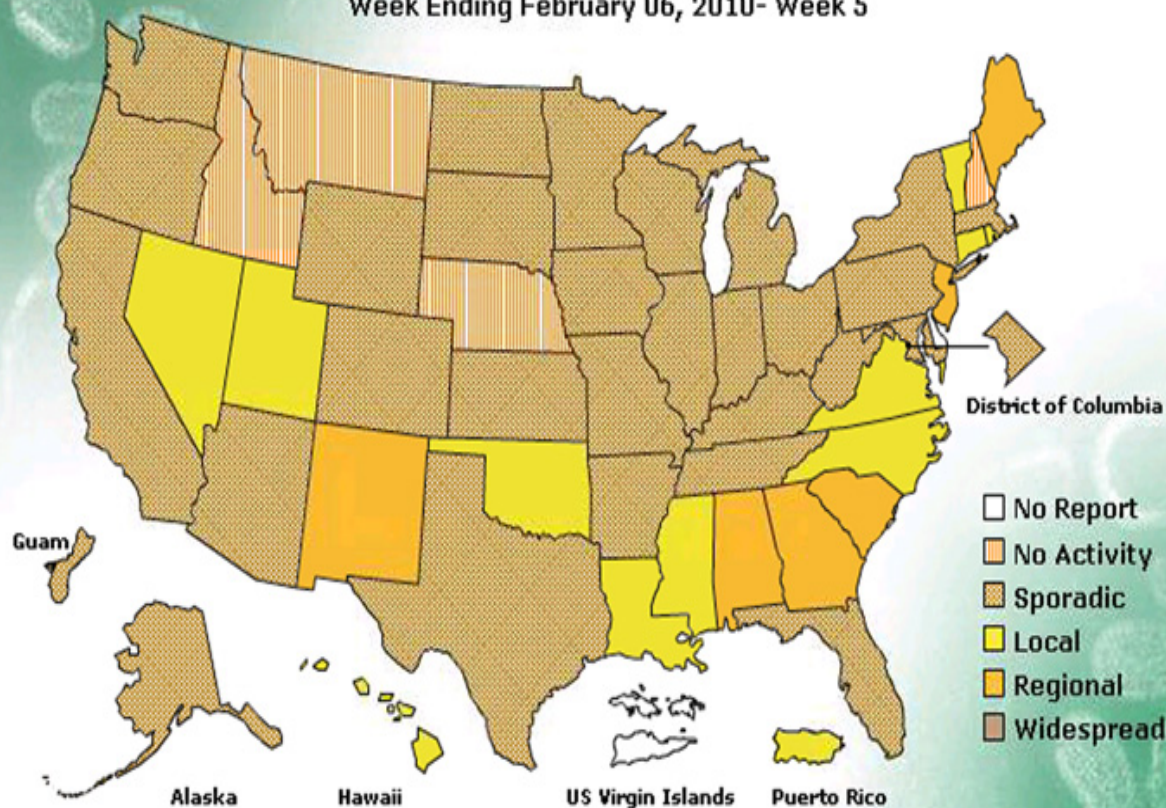 Week Ending February 06, 2010- Week 5
District of Columbia
No Report
No Activity
Sporadic
Local
Regional
Widespread
Guam
Alaska
Hawaii
US Virgin Islands
Puerto Rico